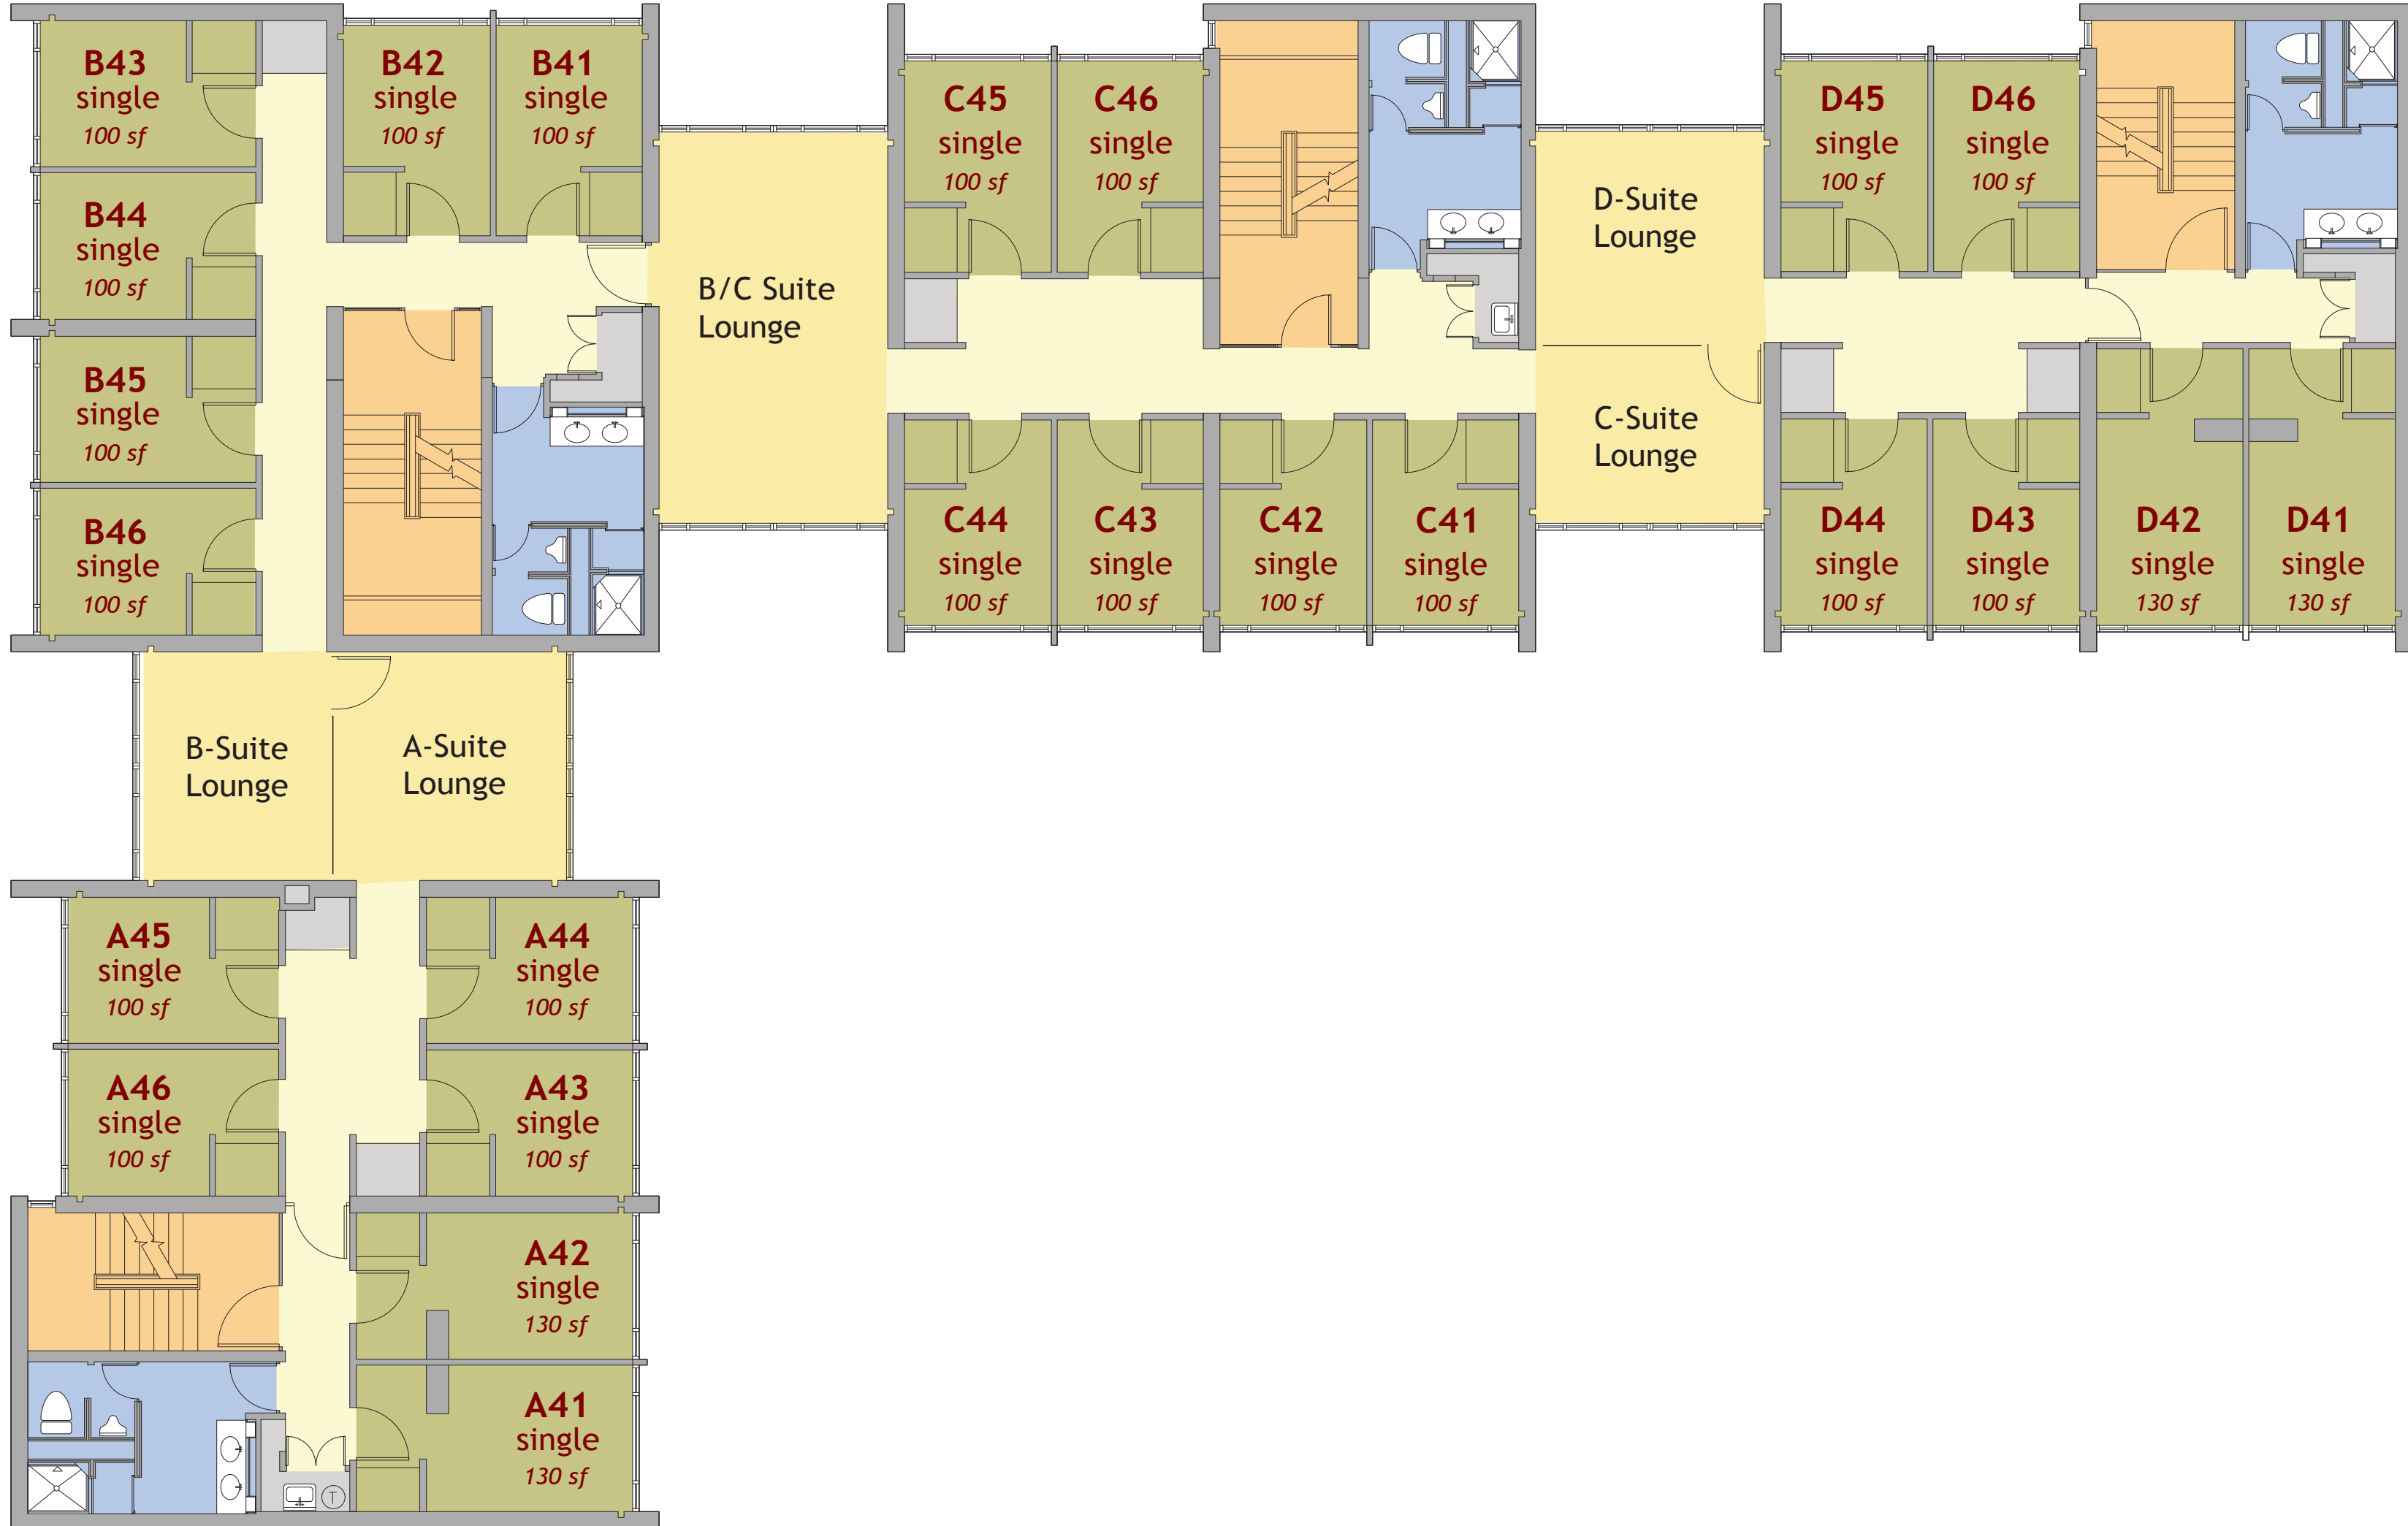 B43
single
100 sf
B42
single
100 sf
B41
single
100 sf
C45
single
100 sf
C46
single
100 sf
D45
single
100 sf
D46
single
100 sf
B44
single
100 sf
D-Suite
Lounge
B/C Suite
Lounge
B45
single
100 sf
C-Suite
Lounge
B46
single
100 sf
C44
single
100 sf
C43
single
100 sf
C42
single
100 sf
C41
single
100 sf
D44
single
100 sf
D43
single
100 sf
D42
single
130 sf
D41
single
130 sf
B-Suite
Lounge
A-Suite
Lounge
A45
single
100 sf
A44
single
100 sf
A46
single
100 sf
A43
single
100 sf
A42
single
130 sf
A41
single
130 sf
T